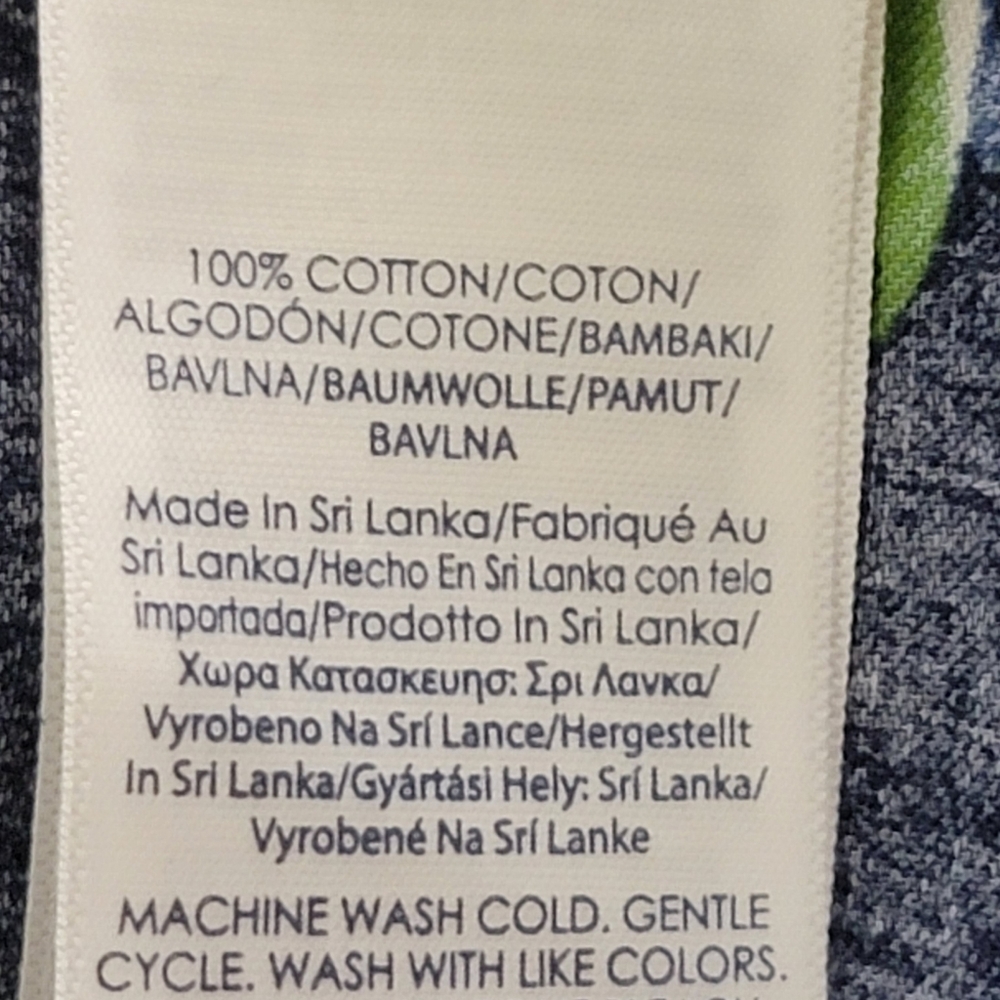 100% COTTON/COTON/
ALGODÓN/COTONE/BAMBAKI/
BAVLNA/BAUMWOLLE/PAMUT/
BAVLNA
Made In Sri Lanka/Fabriqué Au
Sri Lanka/Hecho En Sri Lanka con tela
importada/Prodotto In Sri Lanka/
Χωρα Κατασκευησ: Σρι Λανκα/
Vyrobeno Na Srí Lance/Hergestellt
In Sri Lanka/Gyártási Hely: Srí Lanka/
Vyrobené Na Srí Lanke
MACHINE WASH COLD. GENTLE
CYCLE. WASH WITH LIKE COLORS.